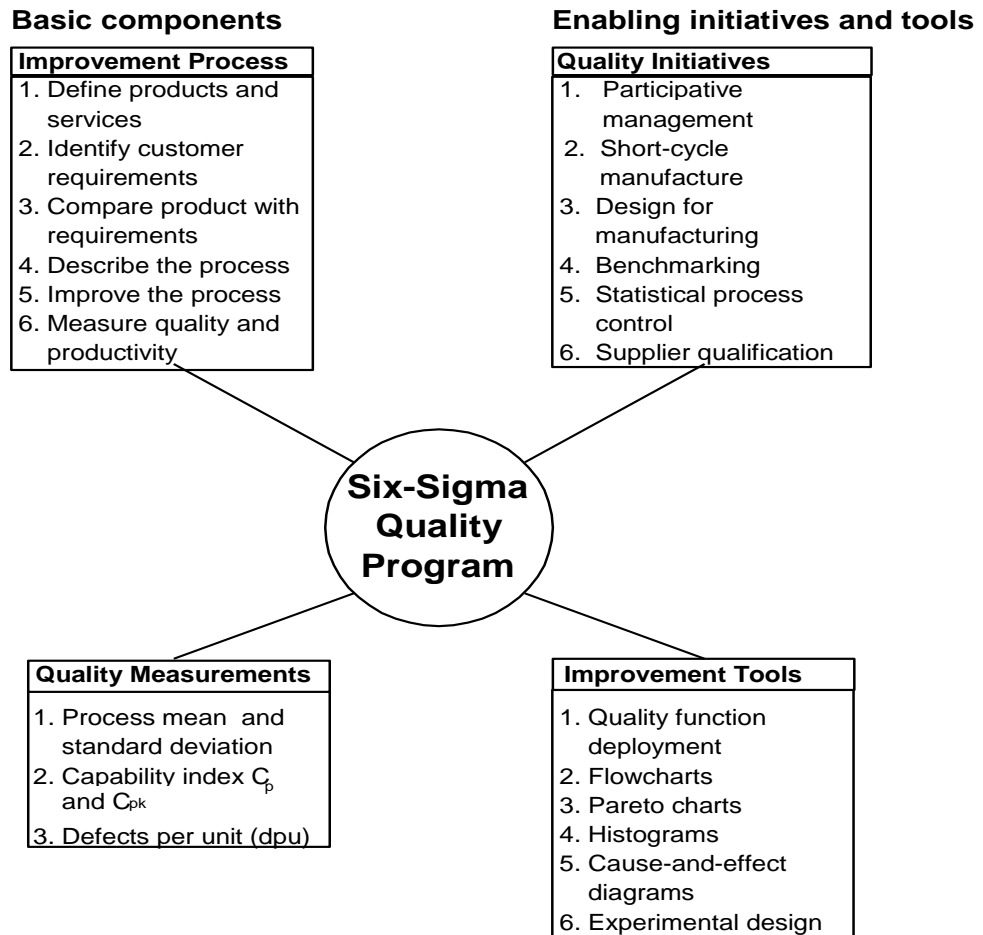 Basic components
Improvement Process
1. Define products and
services
2. Identify customer
requirements
3. Compare product with
requirements
4. Describe the process
5. Improve the process
6. Measure quality and
productivity
Enabling initiatives and tools
Quality Initiatives
1. Participative
management
2. Short-cycle
manufacture
3. Design for
manufacturing
4. Benchmarking
5. Statistical process
control
6. Supplier qualification
Six-Sigma
Quality
Program
Quality Measurements
1. Process mean and
standard deviation
2. Capability index Cp
and Cpk
3. Defects per unit (dpu)
Improvement Tools
1. Quality function
deployment
2. Flowcharts
3. Pareto charts
4. Histograms
5. Cause-and-effect
diagrams
6. Experimental design